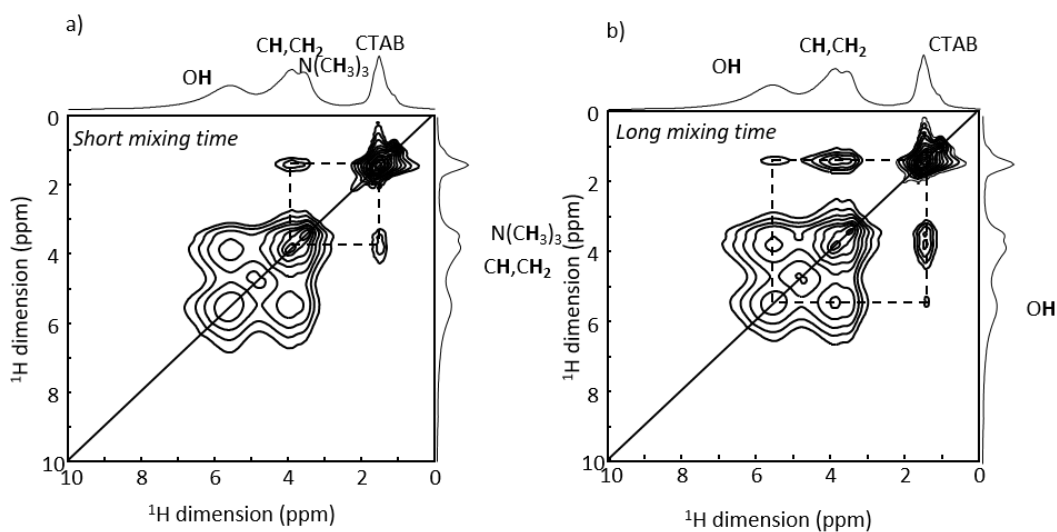 a)
CH,CH2
N(CH3)3
CTAB
OH
0
Short mixing time
2
4
6
8
10
¹H dimension (ppm)
10 8 6 4 2 0
¹H dimension (ppm)
N(CH3)3
CH,CH2
b)
CH,CH2
CTAB
OH
0
Long mixing time
2
4
6
8
10
¹H dimension (ppm)
10 8 6 4 2 0
¹H dimension (ppm)
OH